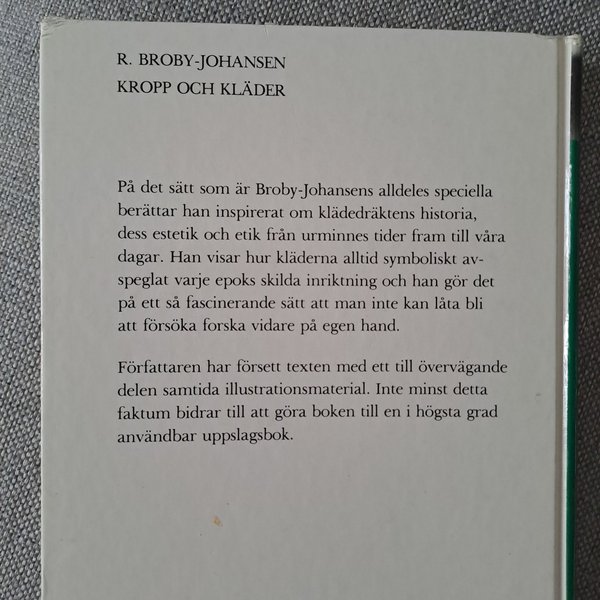 R. BROBY-JOHANSEN
KROPP OCH KLÄDER
På det sätt som är Broby-Johansens alldeles speciella
berättar han inspirerat om klädedräktens historia,
dess estetik och etik från urminnes tider fram till våra
dagar. Han visar hur kläderna alltid symboliskt av-
speglat varje epoks skilda inriktning och han gör det
på ett så fascinerande sätt att man inte kan låta bli
att försöka forska vidare på egen hand.
Författaren har försett texten med ett till övervägande
delen samtida illustrationsmaterial. Inte minst detta
faktum bidrar till att göra boken till en i högsta grad
användbar uppslagsbok.